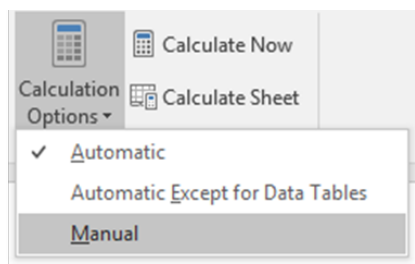 Calculation
Options
Calculate Now
Calculate Sheet
Automatic
Automatic Except for Data Tables
Manual